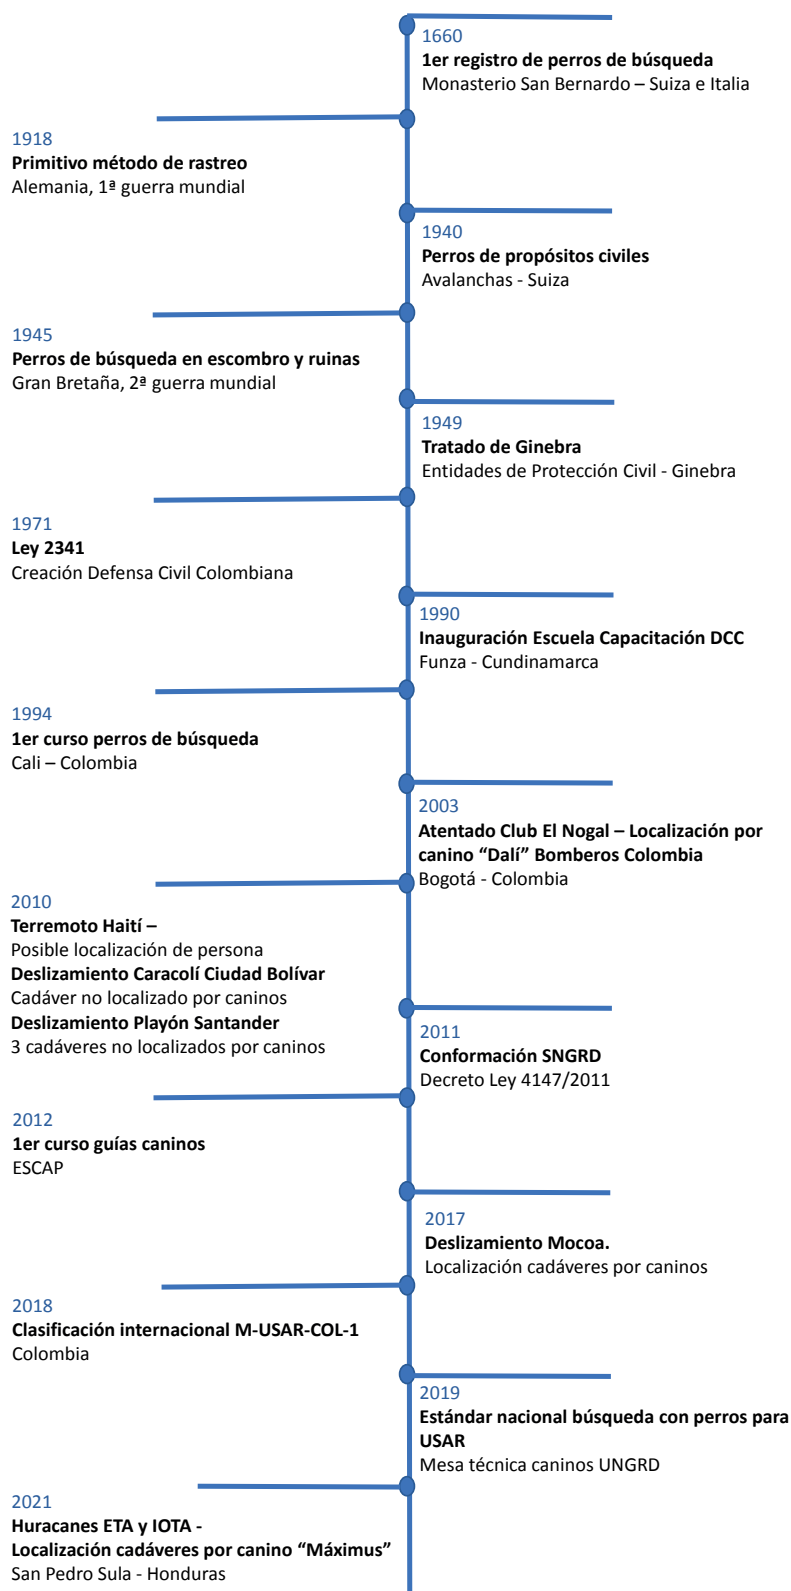 1660
1er registro de perros de búsqueda
Monasterio San Bernardo – Suiza e Italia
1918
Primitivo método de rastreo
Alemania, 1ª guerra mundial
1940
Perros de propósitos civiles
Avalanchas - Suiza
1945
Perros de búsqueda en escombro y ruinas
Gran Bretaña, 2ª guerra mundial
1949
Tratado de Ginebra
Entidades de Protección Civil - Ginebra
1971
Ley 2341
Creación Defensa Civil Colombiana
1990
Inauguración Escuela Capacitación DCC
Funza - Cundinamarca
1994
1er curso perros de búsqueda
Cali – Colombia
2003
Atentado Club El Nogal – Localización por
canino “Dalí” Bomberos Colombia
Bogotá - Colombia
2010
Terremoto Haití –
Posible localización de persona
Deslizamiento Caracolí Ciudad Bolívar
Cadáver no localizado por caninos
Deslizamiento Playón Santander
3 cadáveres no localizados por caninos
2011
Conformación SNGRD
Decreto Ley 4147/2011
2012
1er curso guías caninos
ESCAP
2017
Deslizamiento Mocoa.
Localización cadáveres por caninos
2018
Clasificación internacional M-USAR-COL-1
Colombia
2019
Estándar nacional búsqueda con perros para
USAR
Mesa técnica caninos UNGRD
2021
Huracanes ETA y IOTA -
Localización cadáveres por canino “Máximus”
San Pedro Sula - Honduras